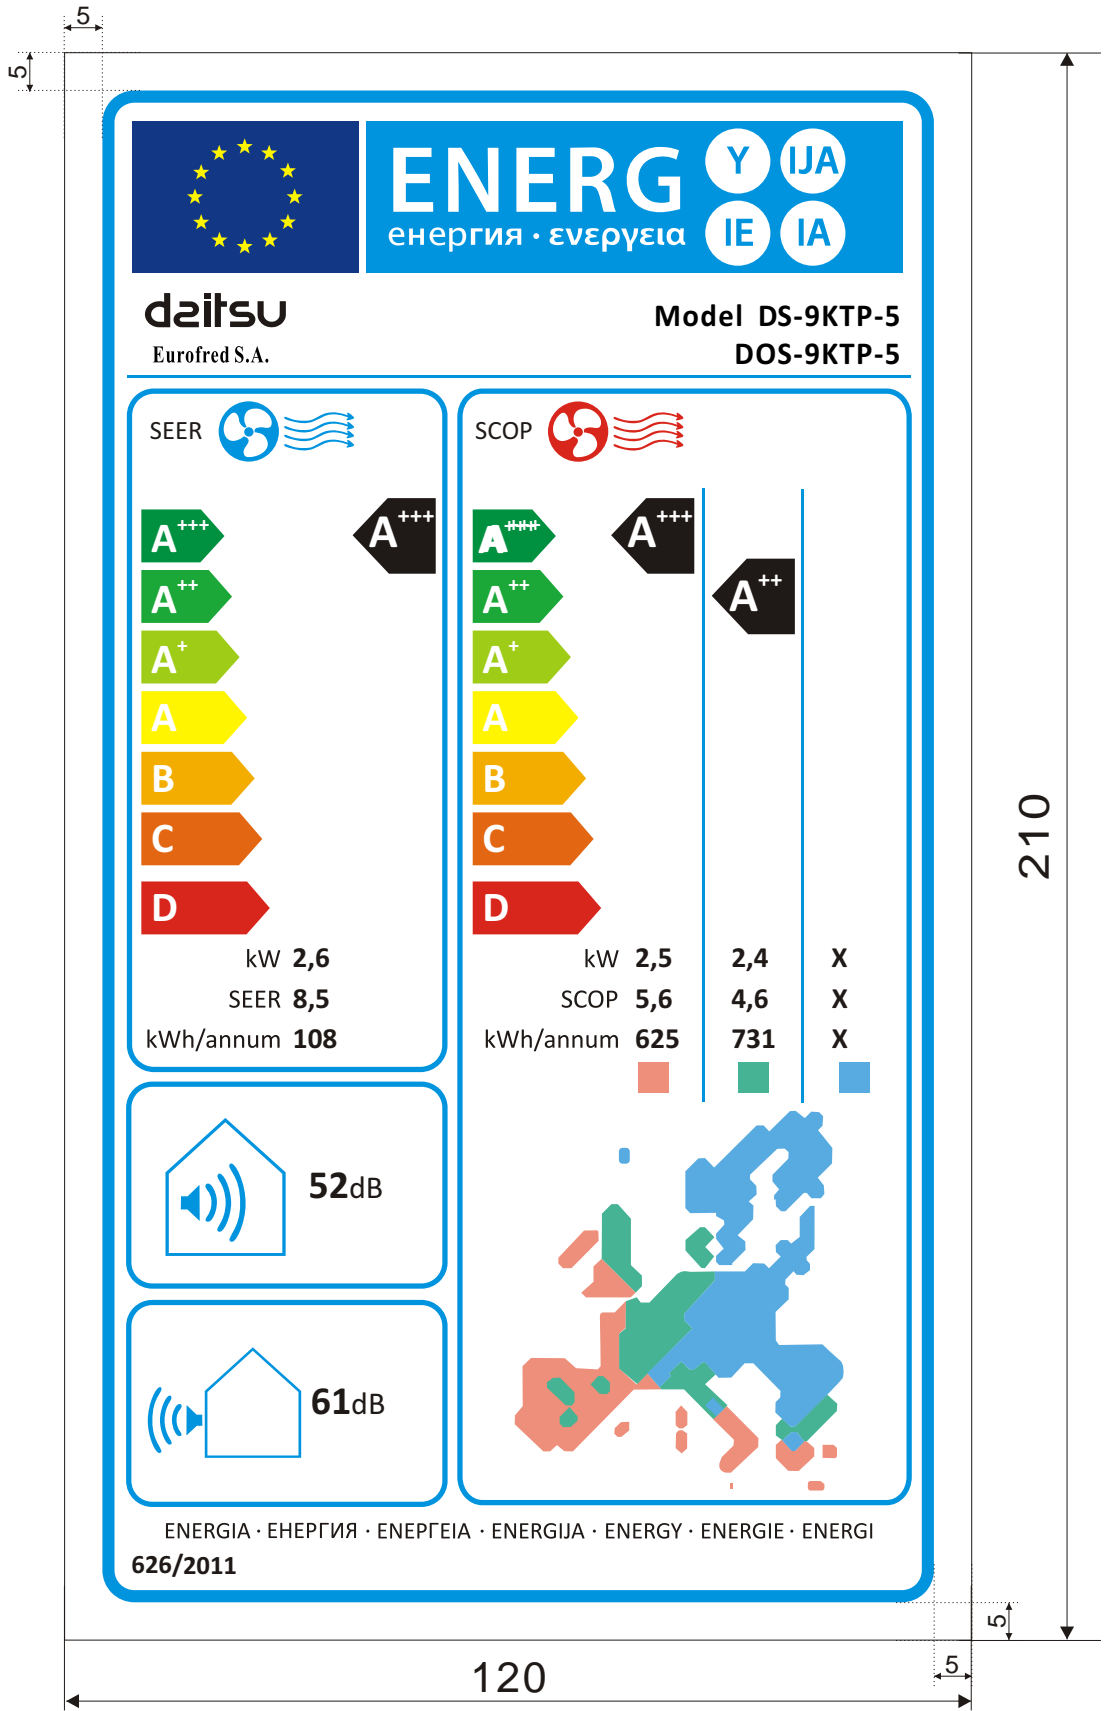 5
5
ENERG
Y IJA
IE IA
енергия · ενεργεια
daitsu
Eurofred S.A.
Model DS-9KTP-5
DOS-9KTP-5
SEER
A+++
A++
A+
A
B
C
D
A+++
kW 2,6
SEER 8,5
kWh/annum 108
SCOP
A+++
A++
A+
A
B
C
D
A+++
A++
kW 2,5 2,4 X
SCOP 5,6 4,6 X
kWh/annum 625 731 X
52dB
61dB
ENERGIA · ЕНЕРГИЯ · ΕΝΕΡΓΕΙΑ · ENERGIJA · ENERGY · ENERGIE · ENERGI
626/2011
210
5
5
120